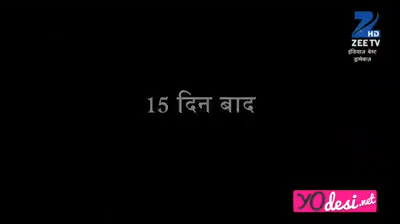 HD
ZEE TV
इंडियाज़ बेस्ट
ड्रामेबाज़
15 दिन बाद
YOdesi.net